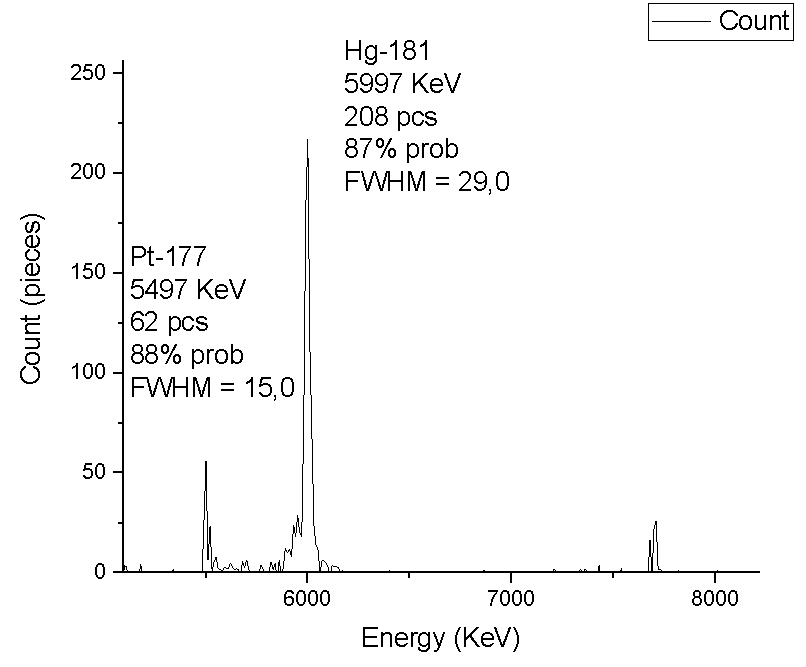 Count
Hg-181
5997 KeV
208 pcs
87% prob
FWHM = 29,0
Pt-177
5497 KeV
62 pcs
88% prob
FWHM = 15,0
250
200
150
100
50
0
Count (pieces)
6000 7000 8000
Energy (KeV)